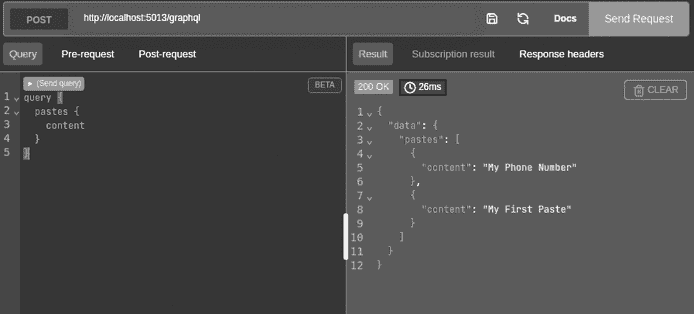 POST http://localhost:5013/graphql Docs Send Request
Query Pre-request Post-request
Result Subscription result Response headers
▶ (Send query)
BETA
1 query {
2 pastes {
3 content
4 }
5 }
200 OK 26ms CLEAR
1 {
2 "data": {
3 "pastes": [
4 {
5 "content": "My Phone Number"
6 },
7 {
8 "content": "My First Paste"
9 }
10 ]
11 }
12 }